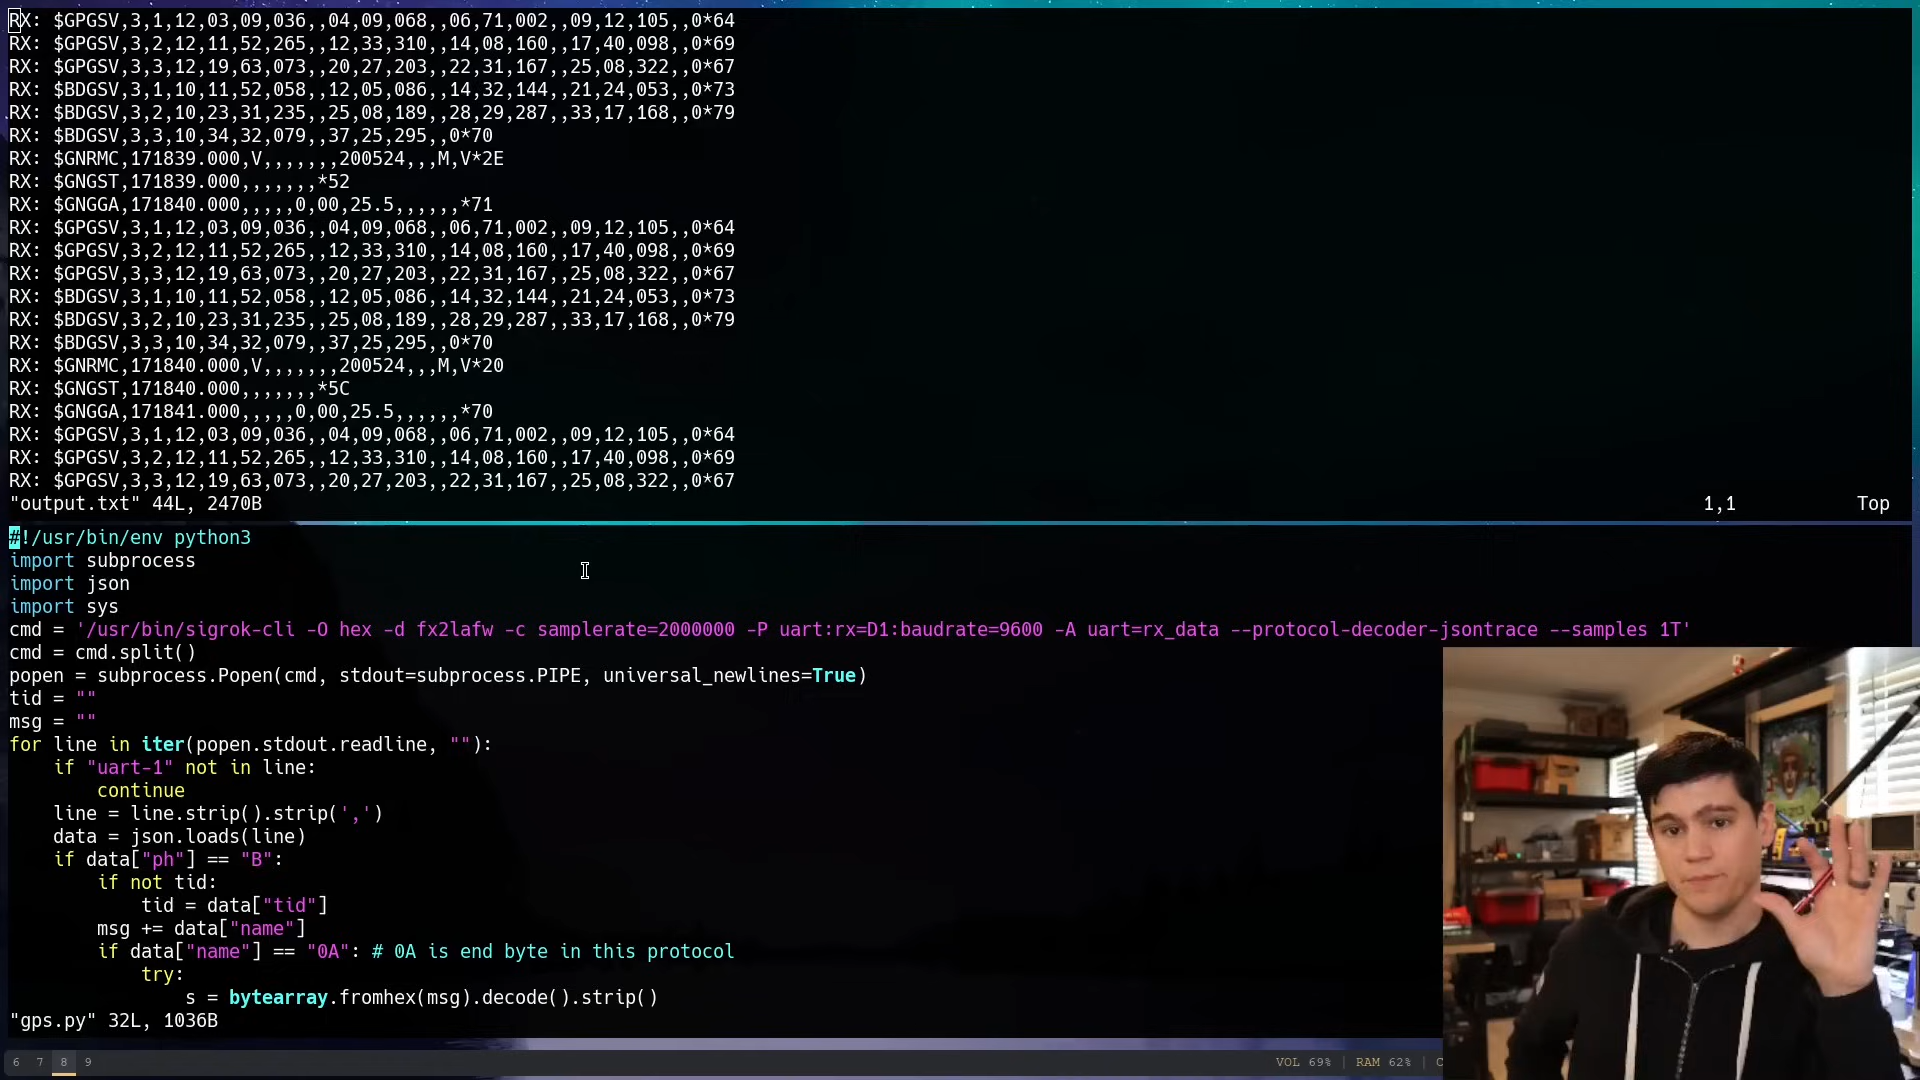 RX: $GPGSV,3,1,12,03,09,036,,04,09,068,,06,71,002,,09,12,105,,0*64
RX: $GPGSV,3,2,12,11,52,265,,12,33,310,,14,08,160,,17,40,098,,0*69
RX: $GPGSV,3,3,12,19,63,073,,20,27,203,,22,31,167,,25,08,322,,0*67
RX: $BDGSV,3,1,10,11,52,058,,12,05,086,,14,32,144,,21,24,053,,0*73
RX: $BDGSV,3,2,10,23,31,235,,25,08,189,,28,29,287,,33,17,168,,0*79
RX: $BDGSV,3,3,10,34,32,079,,37,25,295,,0*70
RX: $GNRMC,171839.000,V,,,,,,,200524,,,M,V*2E
RX: $GNGST,171839.000,,,,,,,*52
RX: $GNGGA,171840.000,,,,,0,00,25.5,,,,,,*71
RX: $GPGSV,3,1,12,03,09,036,,04,09,068,,06,71,002,,09,12,105,,0*64
RX: $GPGSV,3,2,12,11,52,265,,12,33,310,,14,08,160,,17,40,098,,0*69
RX: $GPGSV,3,3,12,19,63,073,,20,27,203,,22,31,167,,25,08,322,,0*67
RX: $BDGSV,3,1,10,11,52,058,,12,05,086,,14,32,144,,21,24,053,,0*73
RX: $BDGSV,3,2,10,23,31,235,,25,08,189,,28,29,287,,33,17,168,,0*79
RX: $BDGSV,3,3,10,34,32,079,,37,25,295,,0*70
RX: $GNRMC,171840.000,V,,,,,,,200524,,,M,V*20
RX: $GNGST,171840.000,,,,,,,*5C
RX: $GNGGA,171841.000,,,,,0,00,25.5,,,,,,*70
RX: $GPGSV,3,1,12,03,09,036,,04,09,068,,06,71,002,,09,12,105,,0*64
RX: $GPGSV,3,2,12,11,52,265,,12,33,310,,14,08,160,,17,40,098,,0*69
RX: $GPGSV,3,3,12,19,63,073,,20,27,203,,22,31,167,,25,08,322,,0*67
"output.txt" 44L, 2470B 1,1 Top
#!/usr/bin/env python3
import subprocess
import json
import sys
cmd = '/usr/bin/sigrok-cli -O hex -d fx2lafw -c samplerate=2000000 -P uart:rx=D1:baudrate=9600 -A uart=rx_data --protocol-decoder-jsontrace --samples 1T'
cmd = cmd.split()
popen = subprocess.Popen(cmd, stdout=subprocess.PIPE, universal_newlines=True)
tid = ""
msg = ""
for line in iter(popen.stdout.readline, ""):
    if "uart-1" not in line:
        continue
    line = line.strip().strip(',')
    data = json.loads(line)
    if data["ph"] == "B":
        if not tid:
            tid = data["tid"]
        msg += data["name"]
        if data["name"] == "0A": # 0A is end byte in this protocol
            try:
                s = bytearray.fromhex(msg).decode().strip()
"gps.py" 32L, 1036B
6 7 8 9 VOL 69% | RAM 62% | C